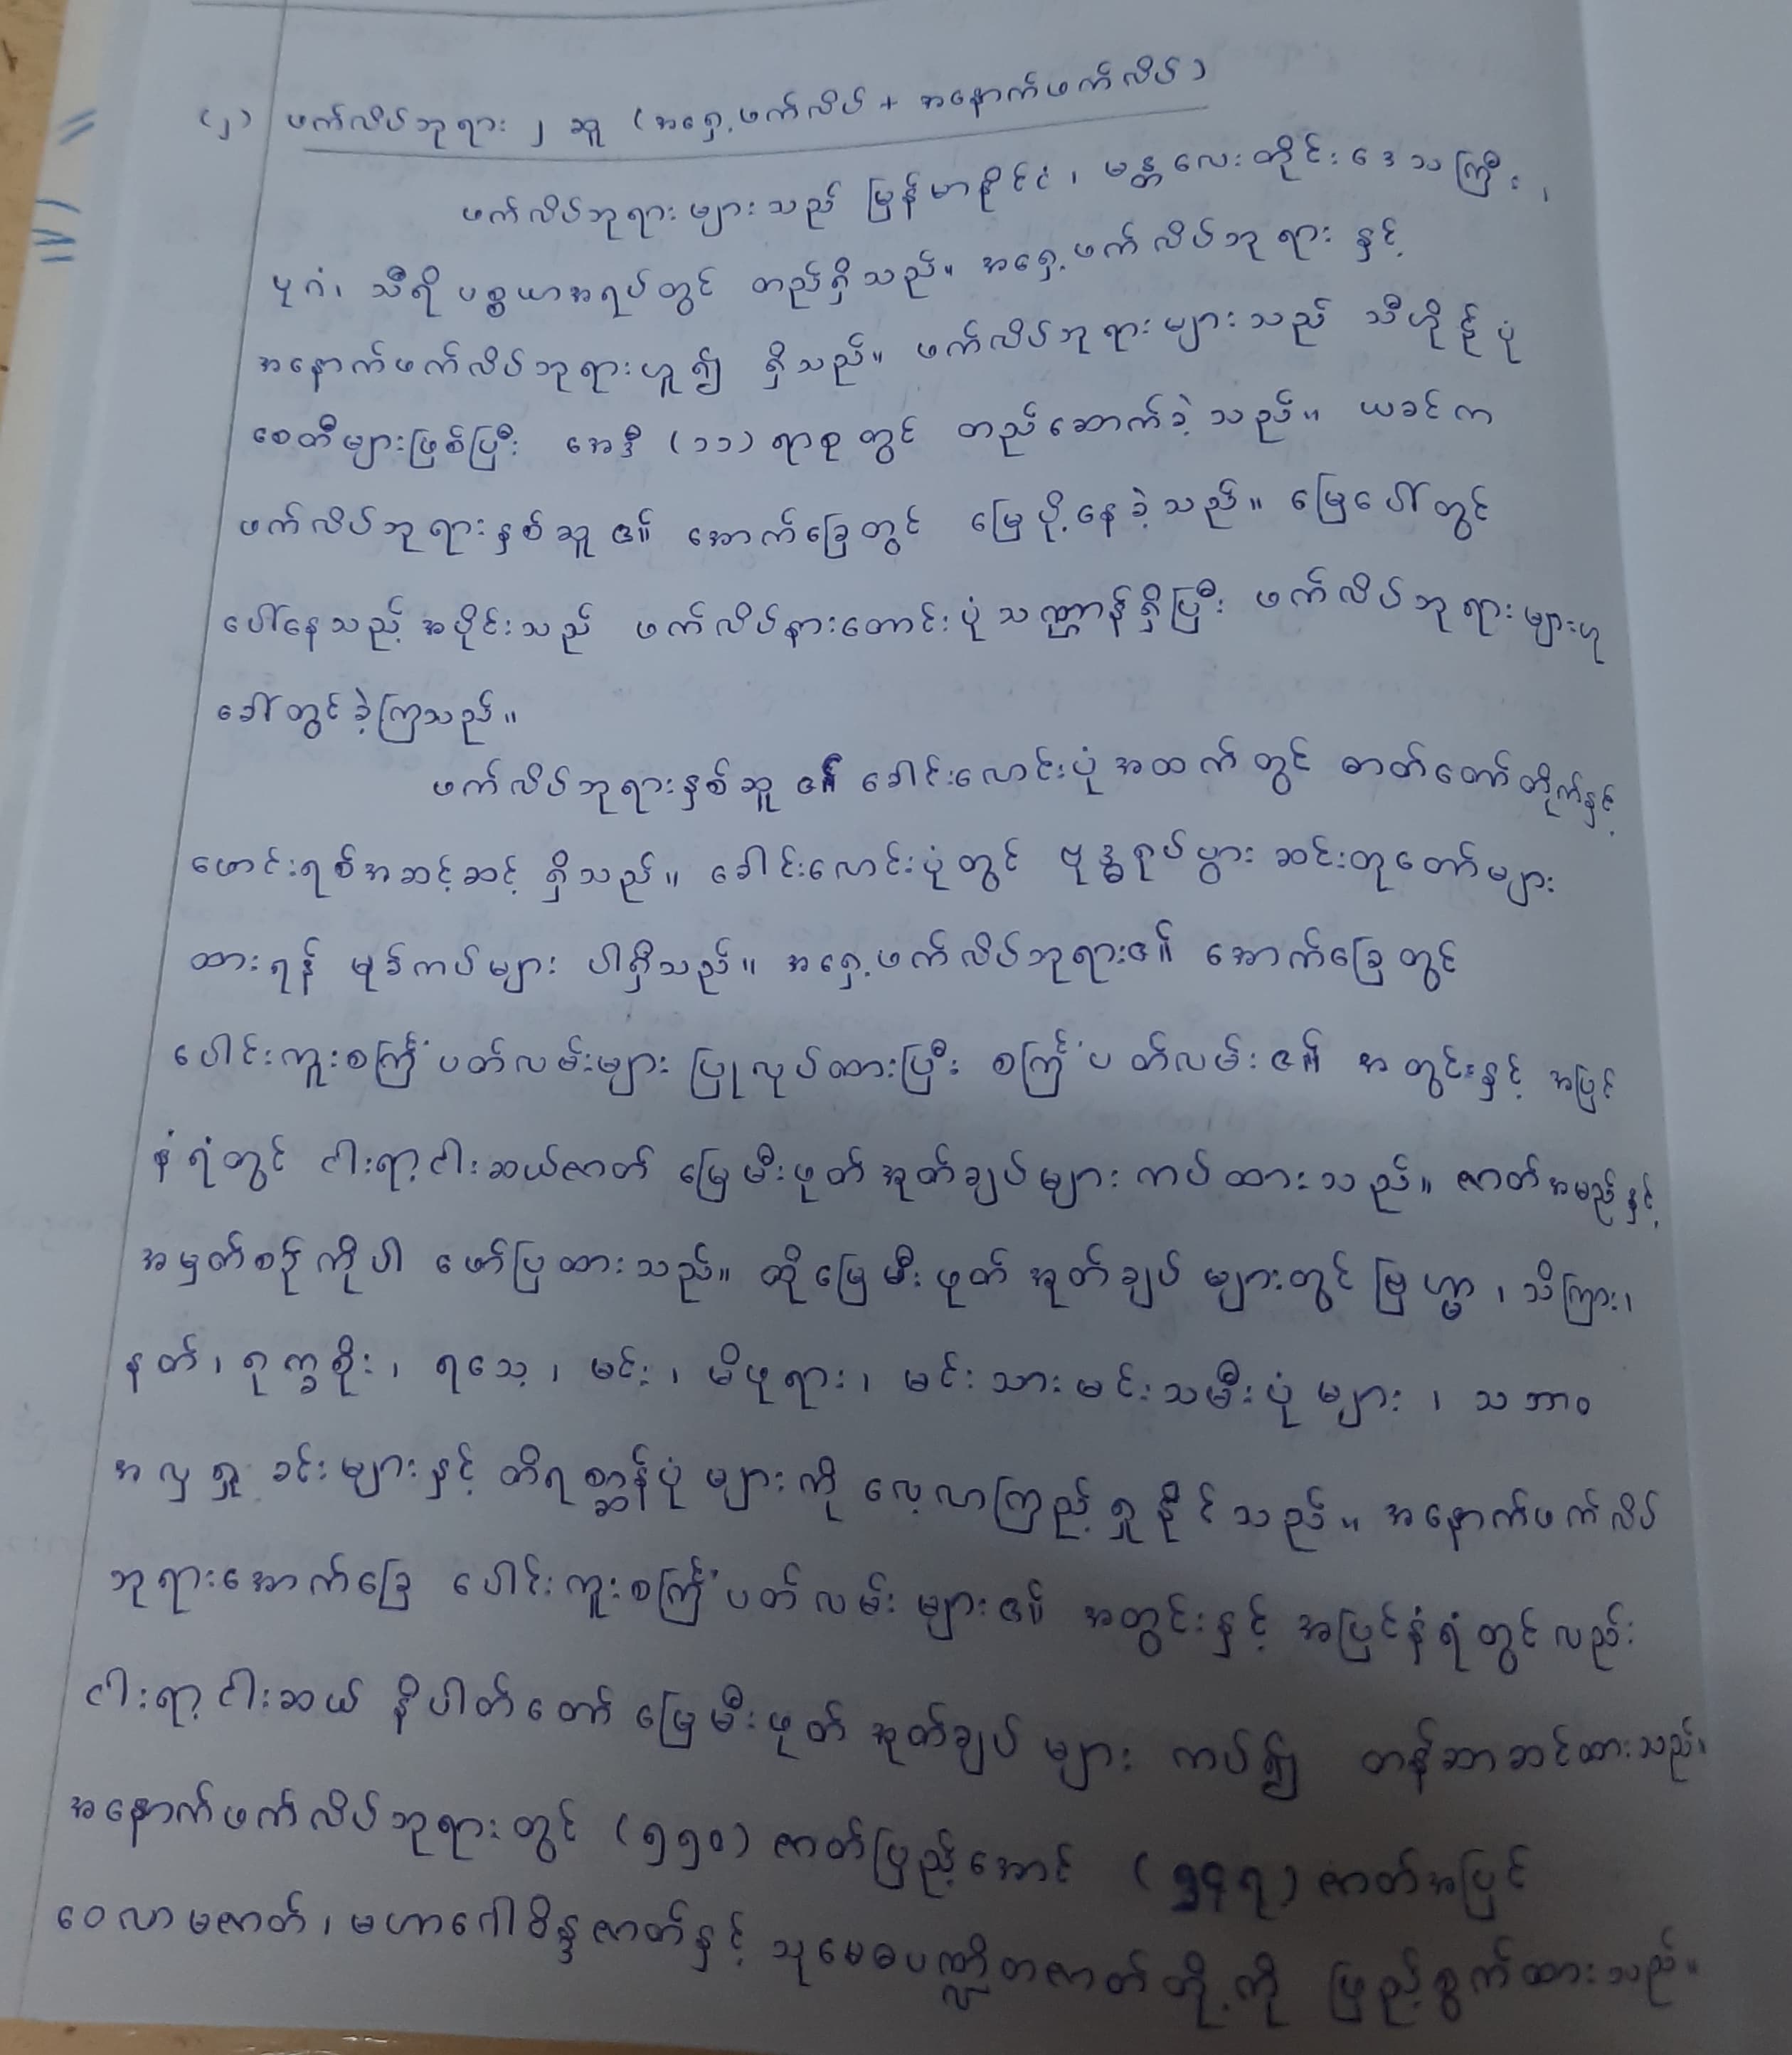 (၂) ဖက်လိပ်ဘုရား ၂ ဆူ (အရှေ့ဖက်လိပ် + အနောက်ဖက်လိပ်)
ဖက်လိပ်ဘုရားများသည် မြန်မာနိုင်ငံ၊ မန္တလေးတိုင်းဒေသကြီး၊
ပုဂံ၊ သီရိပစ္စယာအရပ်တွင် တည်ရှိသည်။ အရှေ့ဖက်လိပ်ဘုရား နှင့်
အနောက်ဖက်လိပ်ဘုရားဟူ၍ ရှိသည်။ ဖက်လိပ်ဘုရားများသည် သီဟိုဠ်ပုံ
စေတီများဖြစ်ပြီး အေဒီ (၁၁) ရာစုတွင် တည်ဆောက်ခဲ့သည်။ ယခင်က
ဖက်လိပ်ဘုရားနှစ်ဆူ၏ အောက်ခြေတွင် မြေပို့နေခဲ့သည်။ မြေပေါ်တွင်
ပေါ်နေသည့်အပိုင်းသည် ဖက်လိပ်နားတောင်းပုံသဏ္ဌာန်ရှိပြီး ဖက်လိပ်ဘုရားများဟု
ခေါ်တွင်ခဲ့ကြသည်။
ဖက်လိပ်ဘုရားနှစ်ဆူ၏ ခေါင်းလောင်းပုံအထက်တွင် ဓာတ်တော်တိုက်နှင့်
ဖောင်းရစ်အဆင့်ဆင့် ရှိသည်။ ခေါင်းလောင်းပုံတွင် ဗုဒ္ဓရုပ်ပွား ဆင်းတုတော်များ
ထားရန် မုခ်ကပ်များ ပါရှိသည်။ အရှေ့ဖက်လိပ်ဘုရား၏ အောက်ခြေတွင်
ပေါင်းကူးစင်္ကြံပတ်လမ်းများ ပြုလုပ်ထားပြီး စင်္ကြံပတ်လမ်း၏ အတွင်းနှင့် အပြင်
နံရံတွင် ငါးရာ့ငါးဆယ်ဇာတ် မြေမီးဖုတ်အုတ်ချပ်များ ကပ်ထားသည်။ ဇာတ်အမည်နှင့်
အမှတ်စဉ်ကိုပါ ဖော်ပြထားသည်။ ထိုမြေမီးဖုတ်အုတ်ချပ် များတွင် ဗြဟ္မာ၊ သိကြား၊
နတ်၊ ရုက္ခစိုး၊ ရသေ့၊ မင်း၊ မိဖုရား၊ မင်းသားမင်းသမီးပုံများ၊ သဘာဝ
အလှရှုခင်းများနှင့် တိရစ္ဆာန်ပုံများကို လေ့လာကြည့်ရှုနိုင်သည်။ အနောက်ဖက်လိပ်
ဘုရားအောက်ခြေ ပေါင်းကူးစင်္ကြံပတ်လမ်းများ၏ အတွင်းနှင့် အပြင်နံရံတွင်လည်း
ငါးရာ့ငါးဆယ် နိပါတ်တော် မြေမီးဖုတ် အုတ်ချပ်များ ကပ်၍ တန်ဆာဆင်ထားသည်။
အနောက်ဖက်လိပ်ဘုရားတွင် (၅၅၀) ဇာတ်ပြည့်အောင် (၅၄၇) ဇာတ်အပြင်
ဝေလာမဇာတ်၊ မဟာဂေါဝိန္ဒဇာတ်နှင့် သုမေဓပဏ္ဍိတဇာတ်တို့ကို ဖြည့်စွက်ထားသည်။